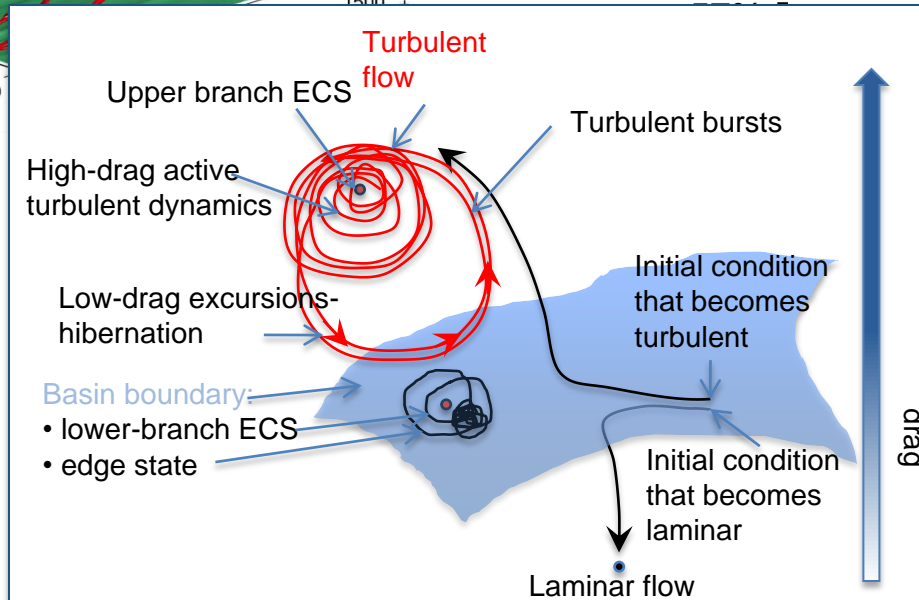 1500
Turbulent
flow
Upper branch ECS
Turbulent bursts
High-drag active
turbulent dynamics
Initial condition
that becomes
turbulent
Low-drag excursions-
hibernation
Basin boundary:
• lower-branch ECS
• edge state
drag
Initial condition
that becomes
laminar
Laminar flow